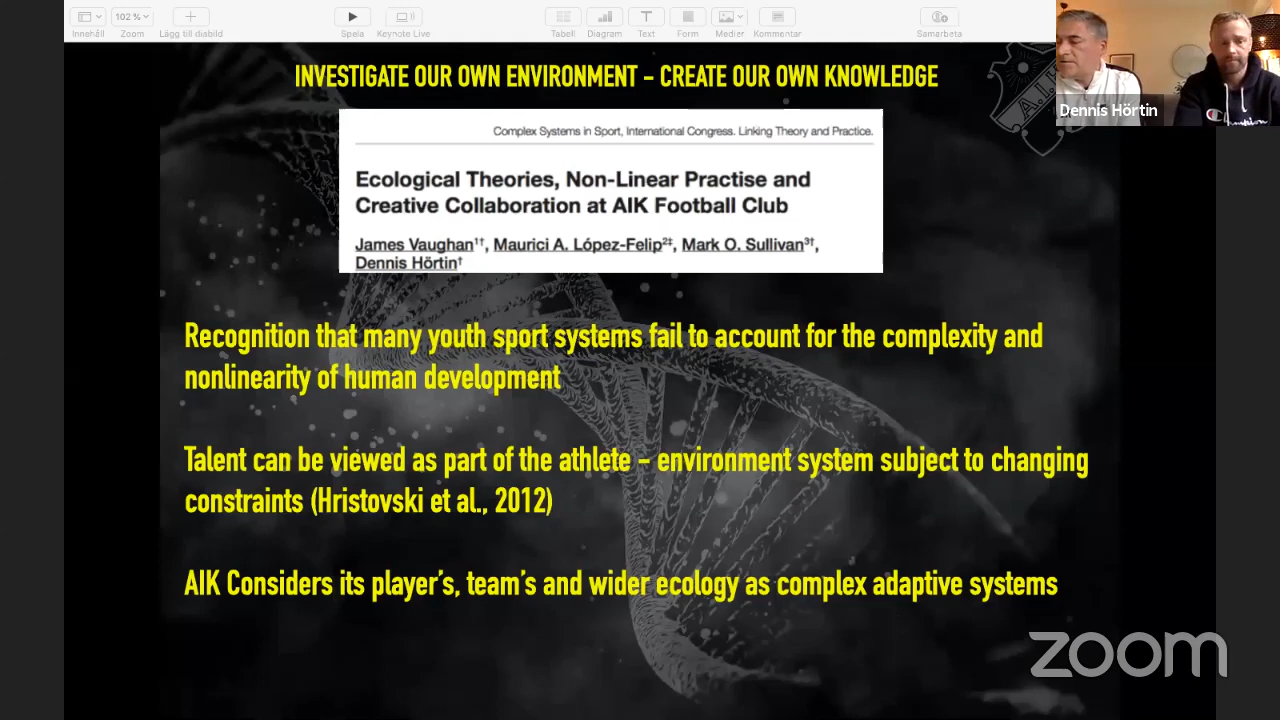 Innehåll
102 %
Zoom
Lägg till disbild
Spela
Keynote Live
Tabell
Diagram
Text
Form
Medier
Kommentar
Samarbeta
INVESTIGATE OUR OWN ENVIRONMENT – CREATE OUR OWN KNOWLEDGE
A.I.K
Dennis Hörtin
Champion
Complex Systems in Sport, International Congress. Linking Theory and Practice.
Ecological Theories, Non-Linear Practise and
Creative Collaboration at AIK Football Club
James Vaughan¹†, Maurici A. López-Felip²‡, Mark O. Sullivan³†,
Dennis Hörtin†
Recognition that many youth sport systems fail to account for the complexity and
nonlinearity of human development
Talent can be viewed as part of the athlete – environment system subject to changing
constraints (Hristovski et al., 2012)
AIK Considers its player's, team's and wider ecology as complex adaptive systems
zoom